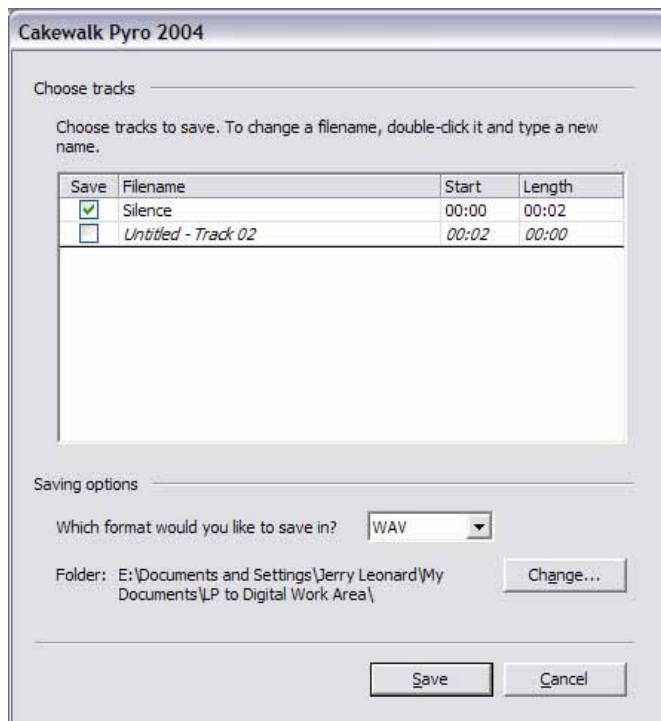 Cakewalk Pyro 2004
Choose tracks
Choose tracks to save. To change a filename, double-click it and type a new
name.
Save Filename Start Length
Silence 00:00 00:02
Untitled - Track 02 00:02 00:00
Saving options
Which format would you like to save in? WAV
Folder: E:\Documents and Settings\Jerry Leonard\My
Documents\LP to Digital Work Area\
Change...
Save Cancel